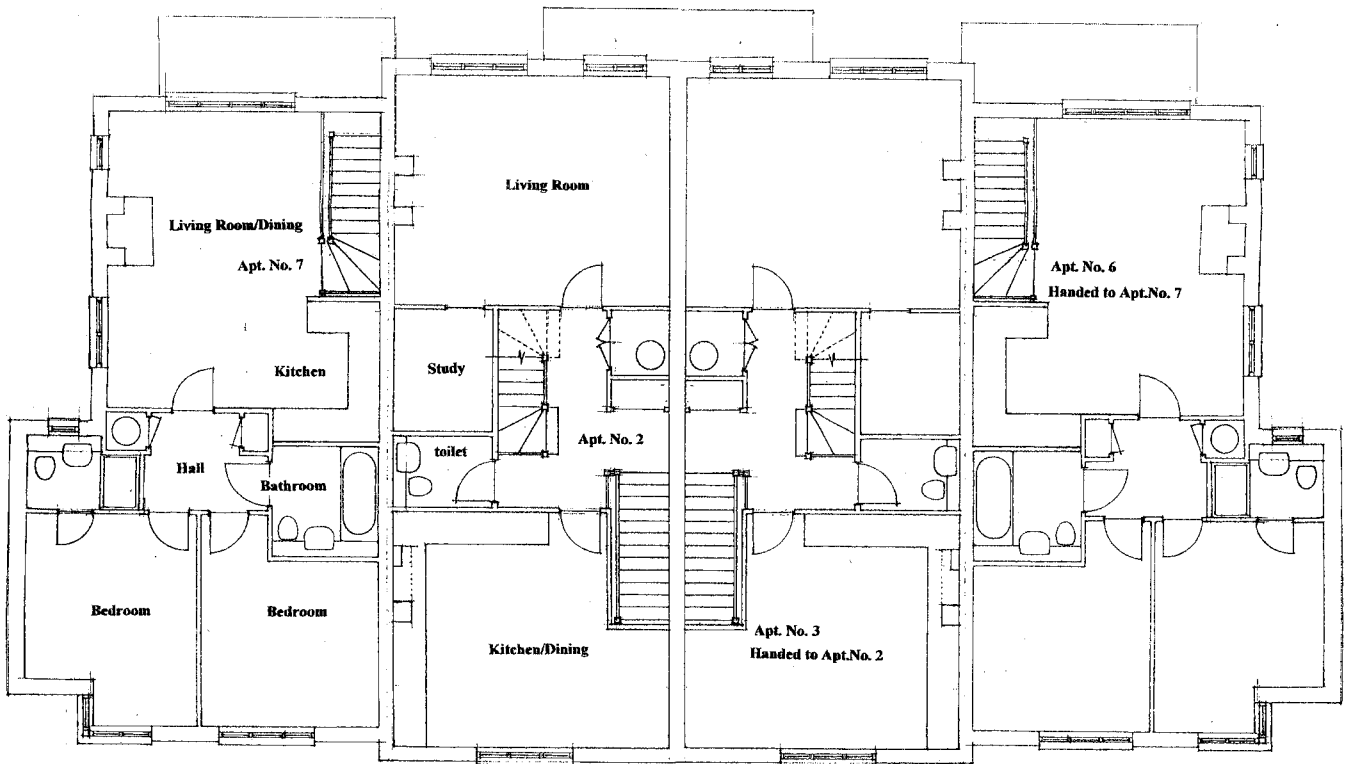 Living Room
Living Room/Dining
Apt. No. 7
Apt. No. 6
Handed to Apt.No. 7
Study
Kitchen
Apt. No. 2
toilet
Hall
Bathroom
Bedroom
Bedroom
Kitchen/Dining
Apt. No. 3
Handed to Apt.No. 2